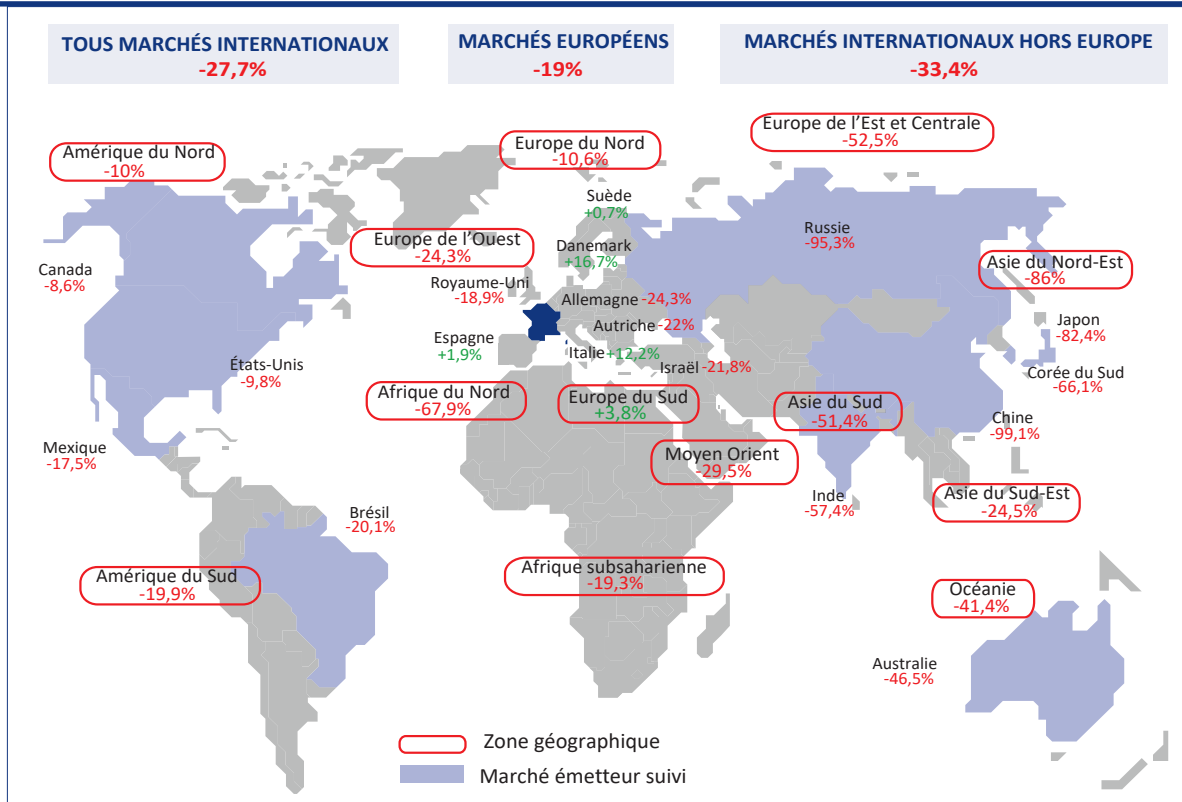 TOUS MARCHÉS INTERNATIONAUX
-27,7%
MARCHÉS EUROPÉENS
-19%
MARCHÉS INTERNATIONAUX HORS EUROPE
-33,4%
Amérique du Nord
-10%
Europe du Nord
-10,6%
Europe de l'Est et Centrale
-52,5%
Suède
+0,7%
Russie
-95,3%
Europe de l'Ouest
-24,3%
Danemark
+16,7%
Canada
-8,6%
Asie du Nord-Est
-86%
Royaume-Uni
-18,9%
Allemagne -24,3%
Autriche -22%
Japon
-82,4%
Espagne
+1,9%
Italie +12,2%
Israël -21,8%
États-Unis
-9,8%
Corée du Sud
-66,1%
Afrique du Nord
-67,9%
Europe du Sud
+3,8%
Asie du Sud
-51,4%
Chine
-99,1%
Mexique
-17,5%
Moyen Orient
-29,5%
Inde
-57,4%
Asie du Sud-Est
-24,5%
Brésil
-20,1%
Amérique du Sud
-19,9%
Afrique subsaharienne
-19,3%
Océanie
-41,4%
Australie
-46,5%
Zone géographique
Marché émetteur suivi